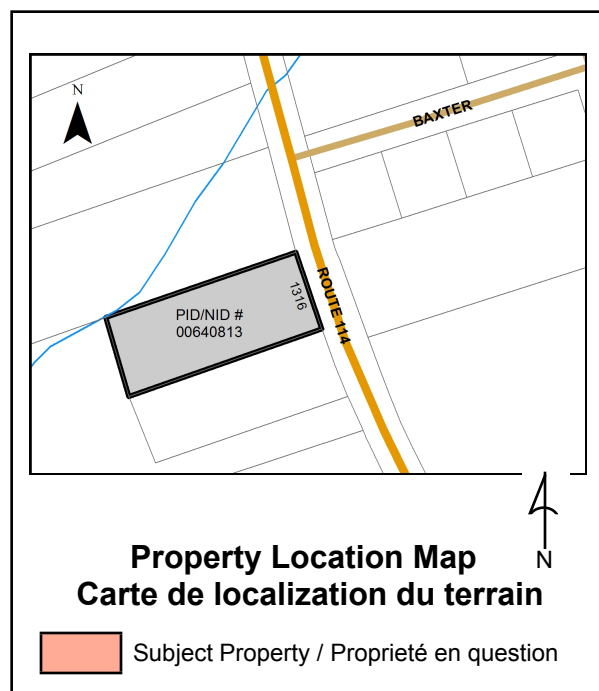 N
BAXTER
ROUTE 114
1316
PID/NID #
00640813
N
Property Location Map
Carte de localization du terrain
Subject Property / Proprieté en question